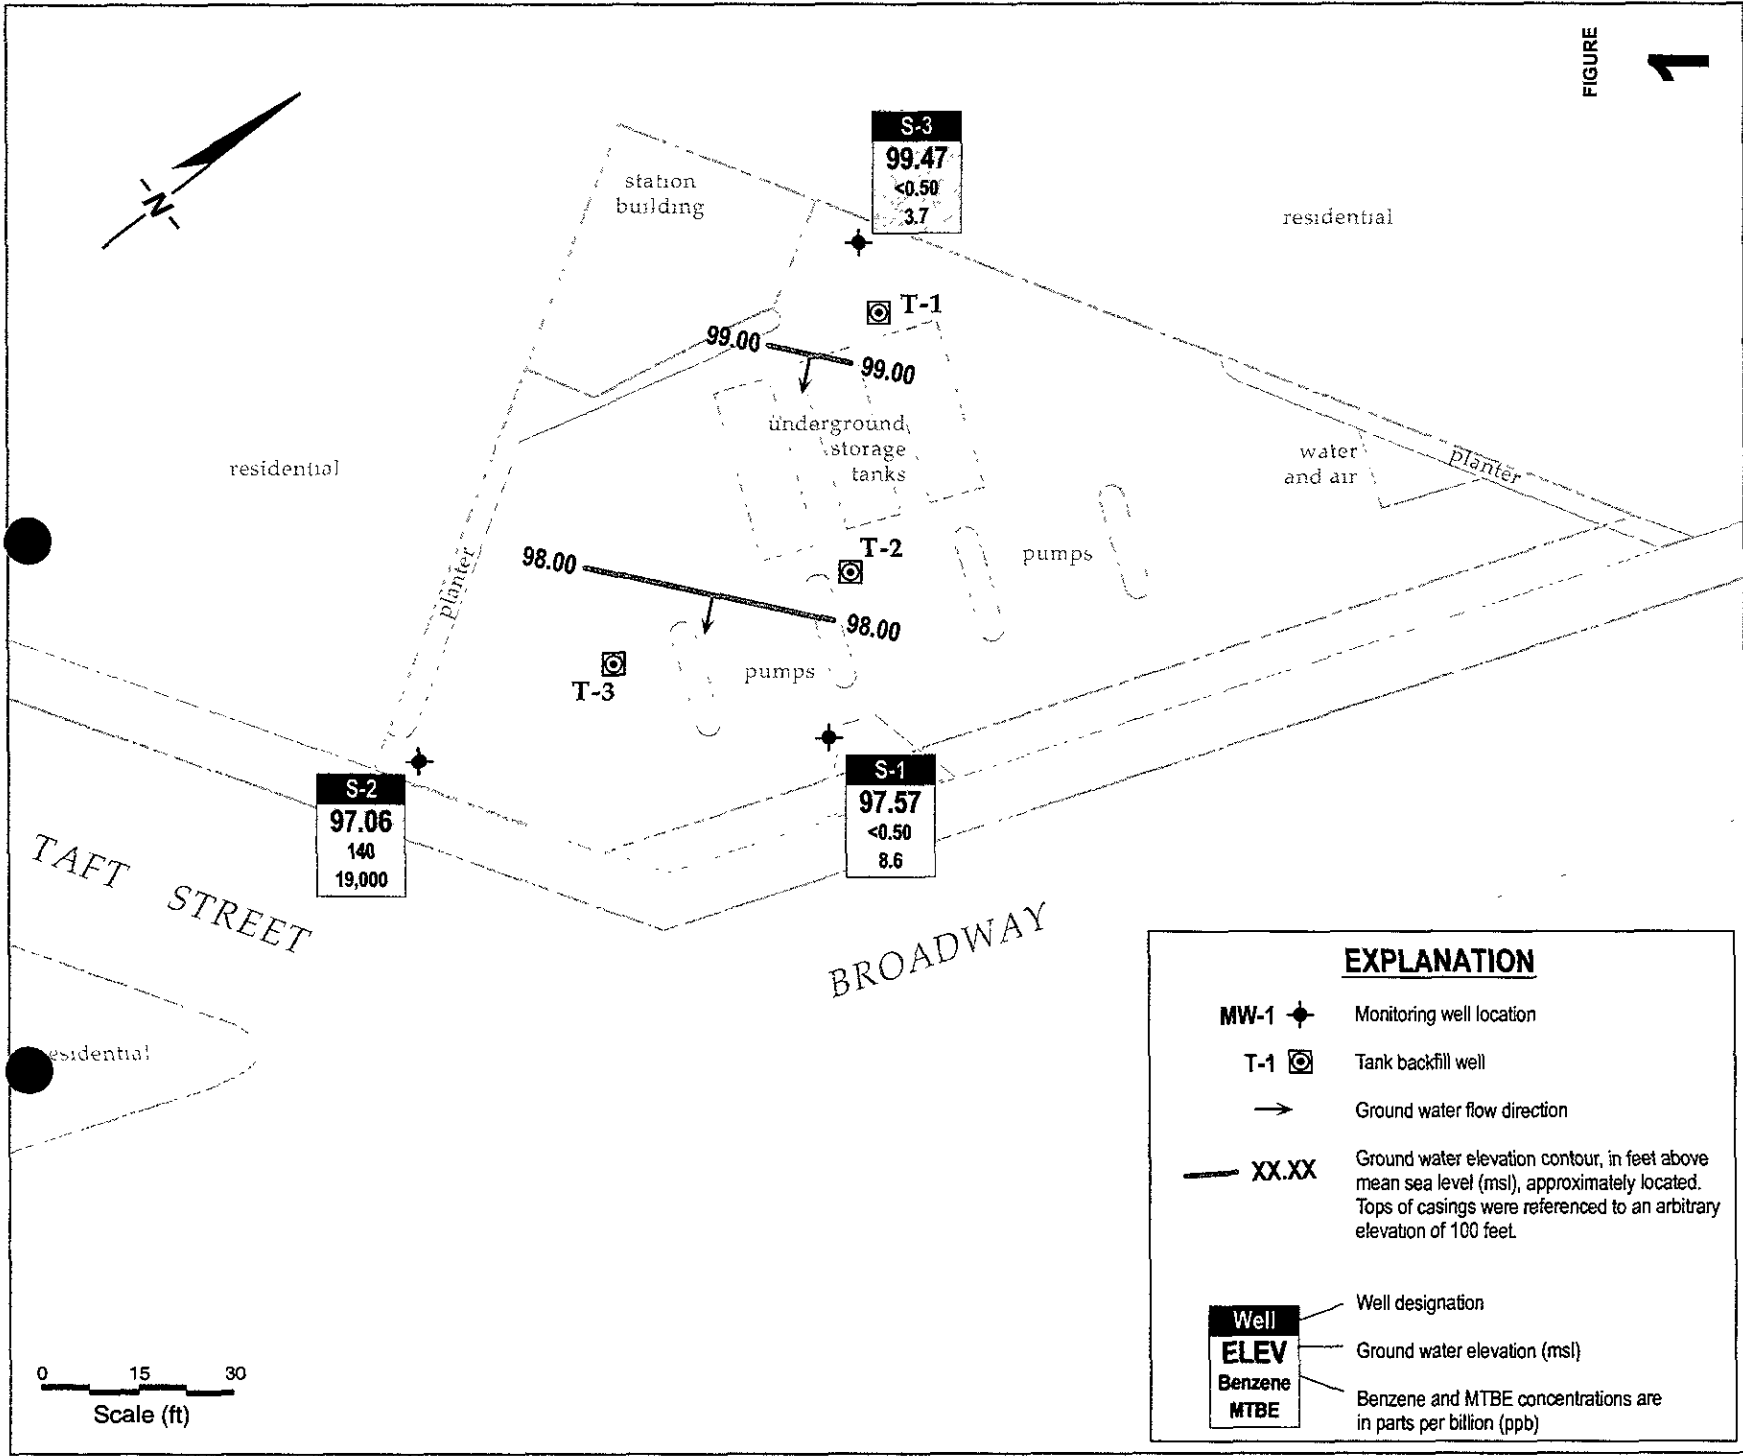 FIGURE
1
N
S-3
99.47
<0.50
3.7
station
building
residential
T-1
99.00
99.00
underground
storage
tanks
residential
water
and air
planter
planter
98.00
T-2
pumps
98.00
T-3
pumps
S-2
97.06
140
19,000
S-1
97.57
<0.50
8.6
TAFT STREET
BROADWAY
esidential
EXPLANATION
MW-1 Monitoring well location
T-1 Tank backfill well
Ground water flow direction
XX.XX Ground water elevation contour, in feet above
mean sea level (msl), approximately located.
Tops of casings were referenced to an arbitrary
elevation of 100 feet.
Well
ELEV
Benzene
MTBE
Well designation
Ground water elevation (msl)
Benzene and MTBE concentrations are
in parts per billion (ppb)
0 15 30
Scale (ft)